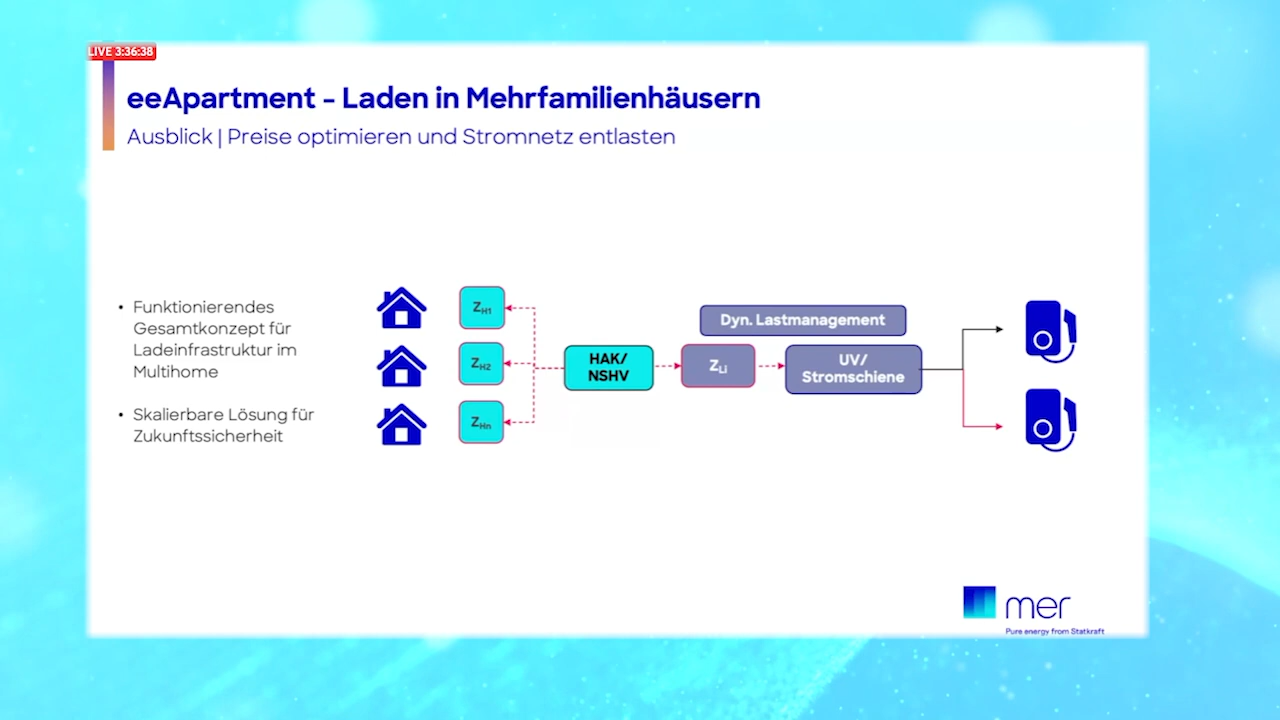 LIVE 3:36:38
eeApartment – Laden in Mehrfamilienhäusern
Ausblick | Preise optimieren und Stromnetz entlasten
• Funktionierendes
Gesamtkonzept für
Ladeinfrastruktur im
Multihome
• Skalierbare Lösung für
Zukunftssicherheit
ZH1
ZH2
ZHn
HAK/
NSHV
ZLI
Dyn. Lastmanagement
UV/
Stromschiene
mer
Pure energy from Statkraft